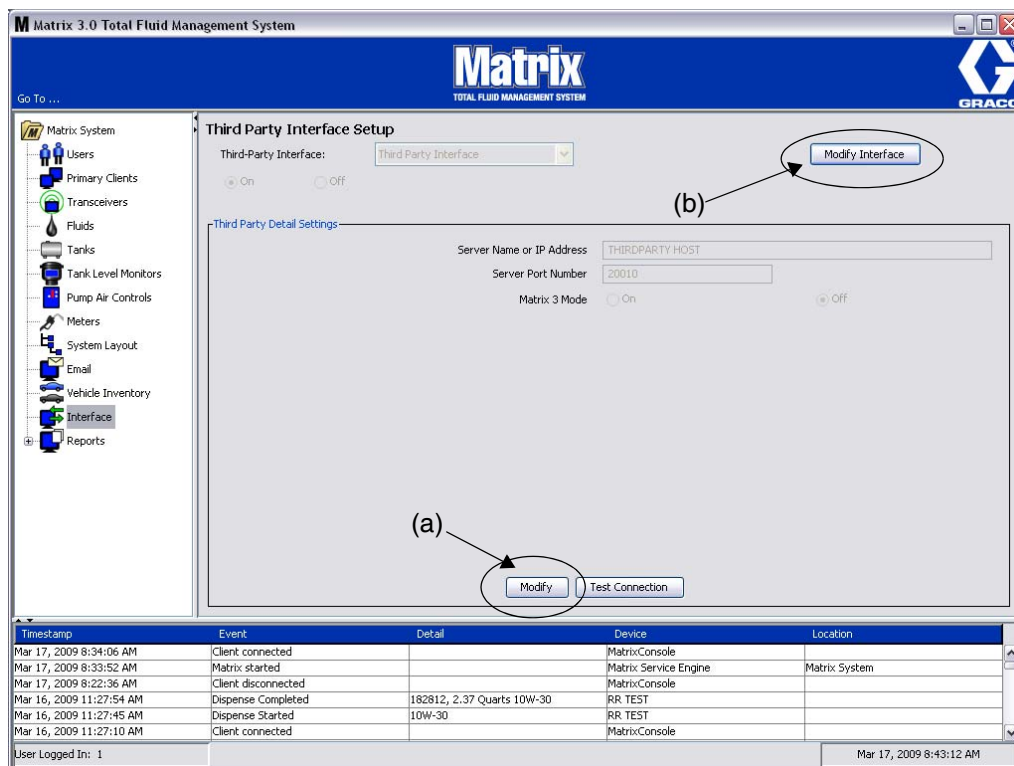 M Matrix 3.0 Total Fluid Management System
Go To ...
Matrix
TOTAL FLUID MANAGEMENT SYSTEM
GRACO
Matrix System
Users
Primary Clients
Transceivers
Fluids
Tanks
Tank Level Monitors
Pump Air Controls
Meters
System Layout
Email
Vehicle Inventory
Interface
Reports
Third Party Interface Setup
Third-Party Interface: Third Party Interface
On Off
Modify Interface
(b)
Third Party Detail Settings
Server Name or IP Address THIRDPARTY HOST
Server Port Number 20010
Matrix 3 Mode On Off
(a)
Modify Test Connection
Timestamp Event Detail Device Location
Mar 17, 2009 8:34:06 AM Client connected MatrixConsole
Mar 17, 2009 8:33:52 AM Matrix started Matrix Service Engine Matrix System
Mar 17, 2009 8:22:36 AM Client disconnected MatrixConsole
Mar 16, 2009 11:27:54 AM Dispense Completed 182812, 2.37 Quarts 10W-30 RR TEST
Mar 16, 2009 11:27:45 AM Dispense Started 10W-30 RR TEST
Mar 16, 2009 11:27:10 AM Client connected MatrixConsole
User Logged In: 1 Mar 17, 2009 8:43:12 AM